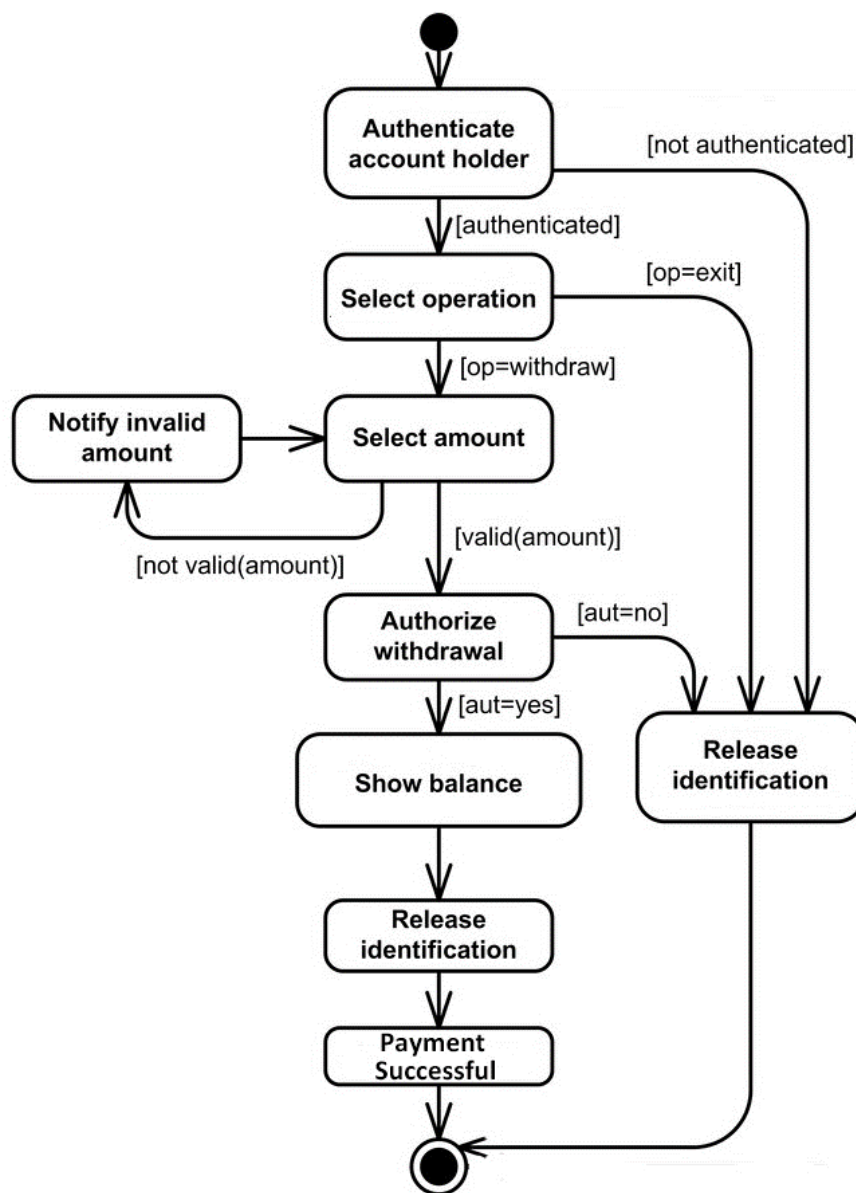 Authenticate
account holder
[not authenticated]
[authenticated]
Select operation
[op=exit]
[op=withdraw]
Notify invalid
amount
Select amount
[not valid(amount)]
[valid(amount)]
Authorize
withdrawal
[aut=no]
[aut=yes]
Show balance
Release
identification
Release
identification
Payment
Successful